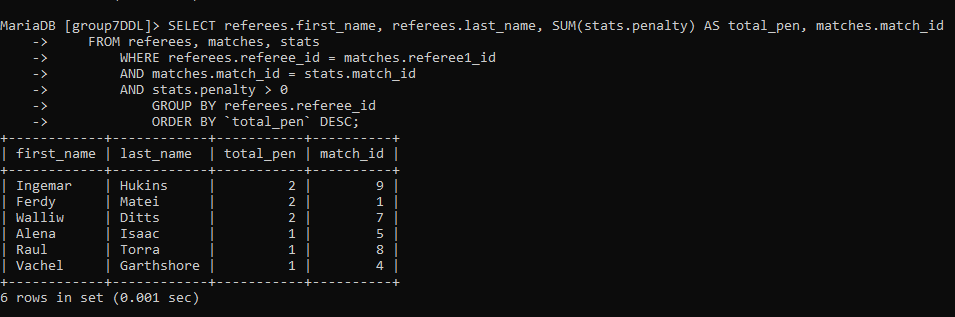 MariaDB [group7DDL]> SELECT referees.first_name, referees.last_name, SUM(stats.penalty) AS total_pen, matches.match_id
    ->     FROM referees, matches, stats
    ->         WHERE referees.referee_id = matches.referee1_id
    ->         AND matches.match_id = stats.match_id
    ->         AND stats.penalty > 0
    ->             GROUP BY referees.referee_id
    ->             ORDER BY `total_pen` DESC;
+------------+------------+-----------+----------+
| first_name | last_name  | total_pen | match_id |
+------------+------------+-----------+----------+
| Ingemar    | Hukins     |         2 |        9 |
| Ferdy      | Matei      |         2 |        1 |
| Walliw     | Ditts      |         2 |        7 |
| Alena      | Isaac      |         1 |        5 |
| Raul       | Torra      |         1 |        8 |
| Vachel     | Garthshore |         1 |        4 |
+------------+------------+-----------+----------+
6 rows in set (0.001 sec)